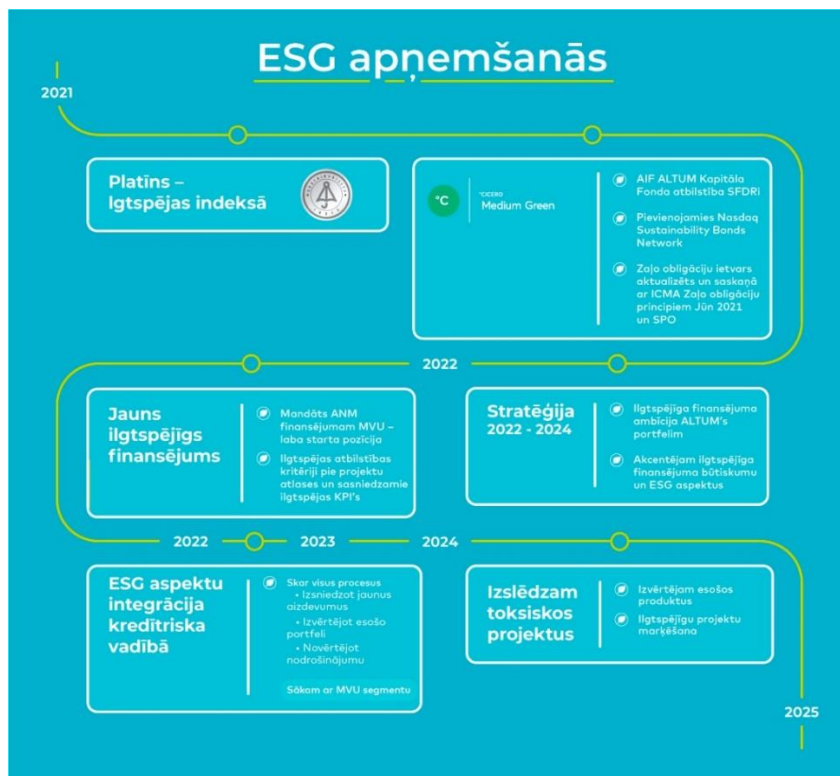 ESG apņemšanās
2021
Platīns –
Igtspējas indeksā
°C
°CICERO
Medium Green
AIF ALTUM Kapitāla
Fonda atbilstība SFDRi
Pievienojamies Nasdaq
Sustainability Bonds
Network
Zaļo obligāciju ietvars
aktualizēts un saskaņā
ar ICMA Zaļo obligāciju
principiem Jūn 2021
un SPO
2022
Jauns
ilgtspējīgs
finansējums
Mandāts ANM
finansējumam MVU –
laba starta pozīcija
Ilgtspējas atbilstības
kritēriji pie projektu
atlases un sasniedzamie
ilgtspējas KPI's
Stratēģija
2022 - 2024
Ilgtspējīga finansējuma
ambīcija ALTUM's
portfelim
Akcentējam ilgtspējīga
finansējuma būtiskumu
un ESG aspektus
2022
2023
2024
ESG aspektu
integrācija
kredītriska
vadībā
Skar visus procesus
• Izsniedzot jaunus
aizdevumus
• Izvērtējot esošo
portfeli
• Novērtējot
nodrošinājumu
Sākam ar MVU segmentu
Izslēdzam
toksiskos
projektus
Izvērtējam esošos
produktus
Ilgtspējīgu projektu
marķēšana
2025